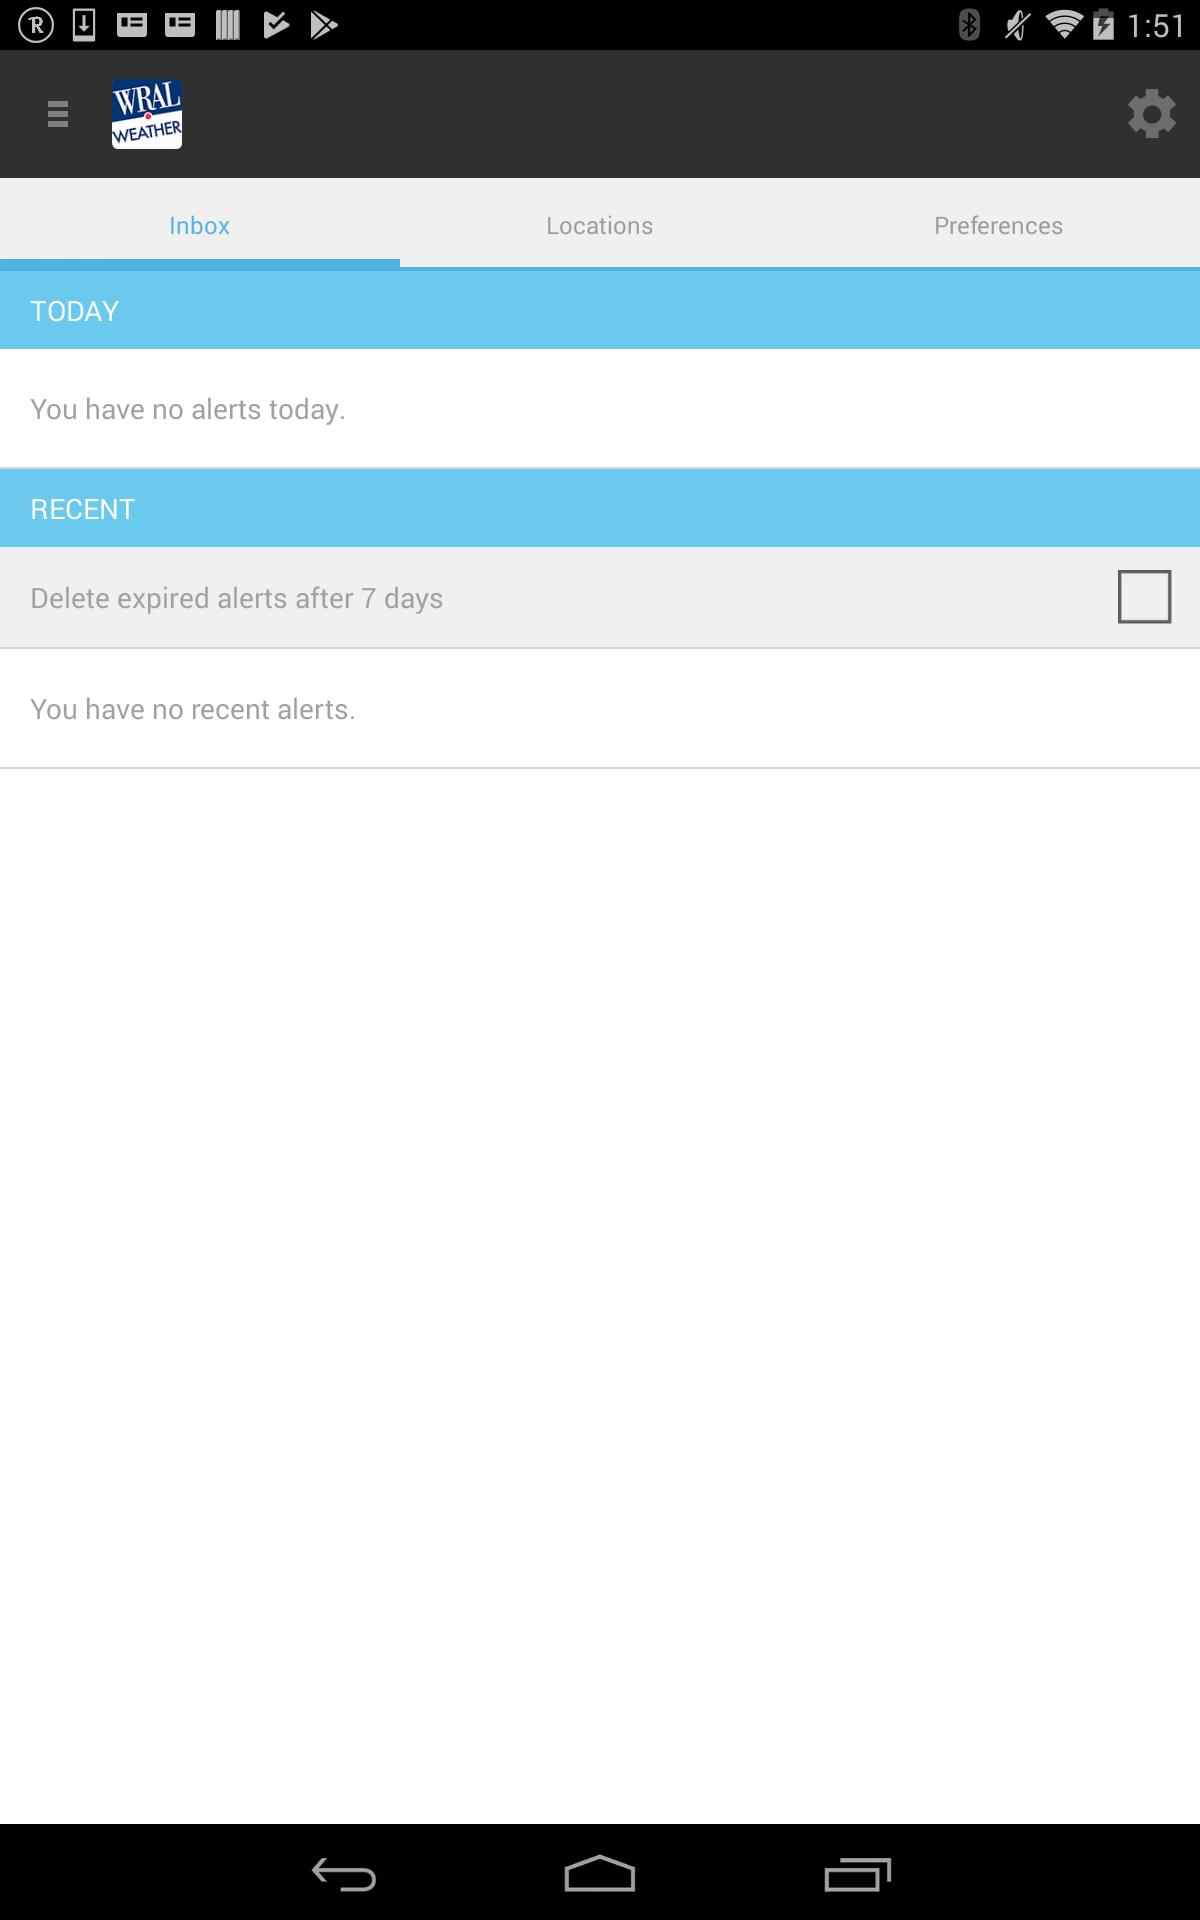 1:51
WRAL
WEATHER
Inbox
Locations
Preferences
TODAY
You have no alerts today.
RECENT
Delete expired alerts after 7 days
You have no recent alerts.